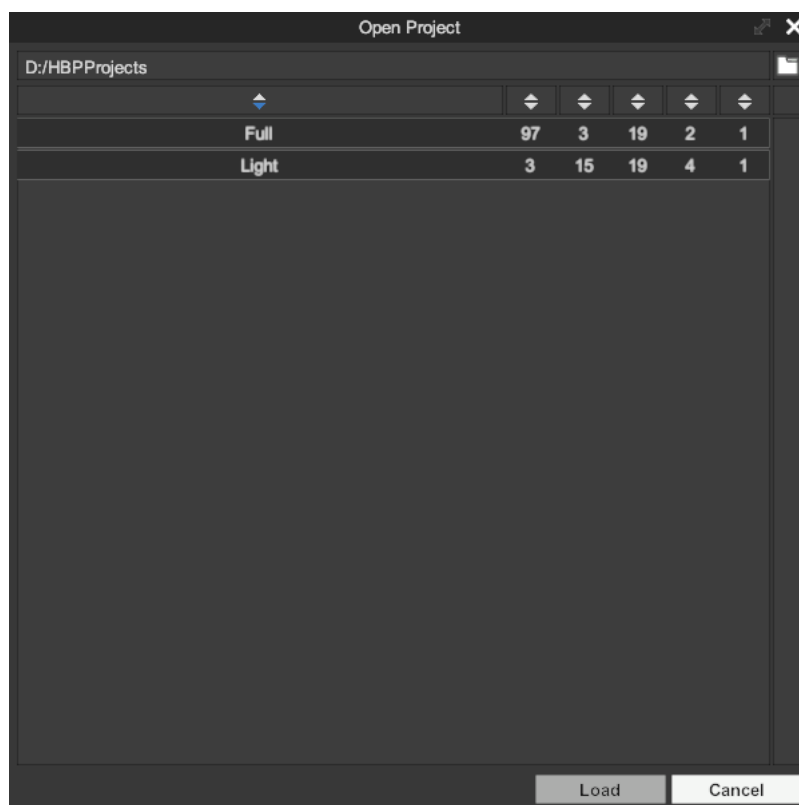 Open Project
D:/HBPProjects
Full 97 3 19 2 1
Light 3 15 19 4 1
Load Cancel